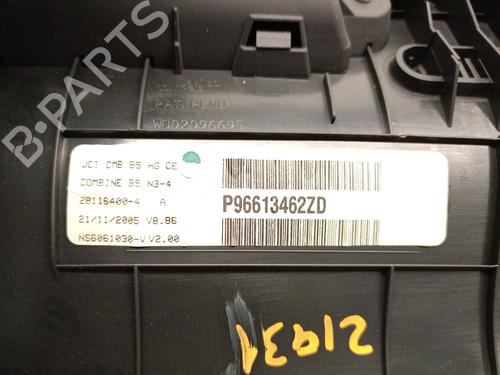 PAT. PEND
W002096695
JCI CMB B5 HG CE
COMBINE B5 N3-4
28116400-4 A
21/11/2005 V8.86
NS6061030-V V2.00
P96613462ZD
21931
B-PARTS